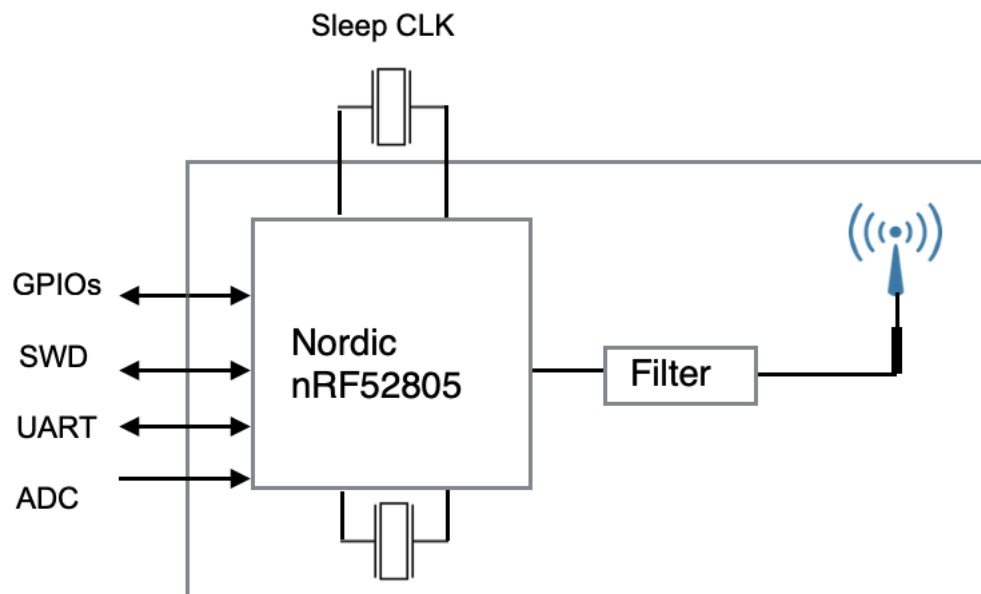 Sleep CLK
GPIOs
SWD
UART
ADC
Nordic
nRF52805
Filter